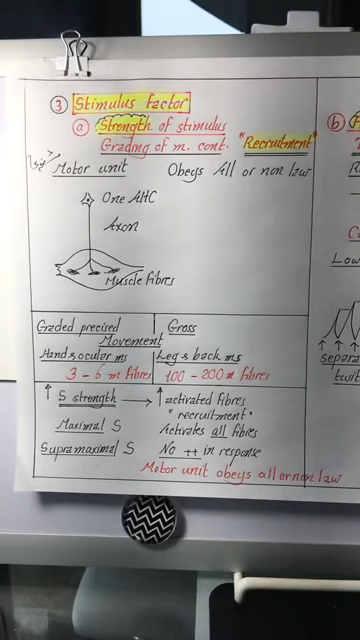 ③ Stimulus factor
ⓐ Strength of stimulus
Grading of m. cont. "Recruitment"
Motor unit Obeys All or non law
One AHC
Axon
Muscle fibres
Graded precised Gross
Movement
Hand & ocular ms Leg & back ms
3 - 6 m fibres 100 - 200 m fibres
↑ S strength → ↑ activated fibres
"recruitment"
Maximal S Activates all fibres
Supramaximal S No ++ in response
Motor unit obeys all or non law
ⓑ
Low
separa
twit